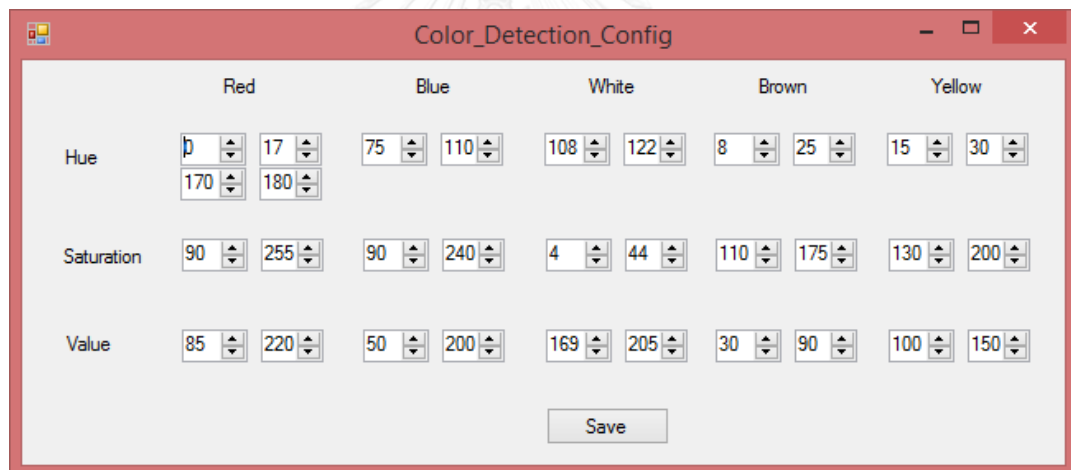 Color_Detection_Config
Red Blue White Brown Yellow
Hue 0 17 75 110 108 122 8 25 15 30
170 180
Saturation 90 255 90 240 4 44 110 175 130 200
Value 85 220 50 200 169 205 30 90 100 150
Save